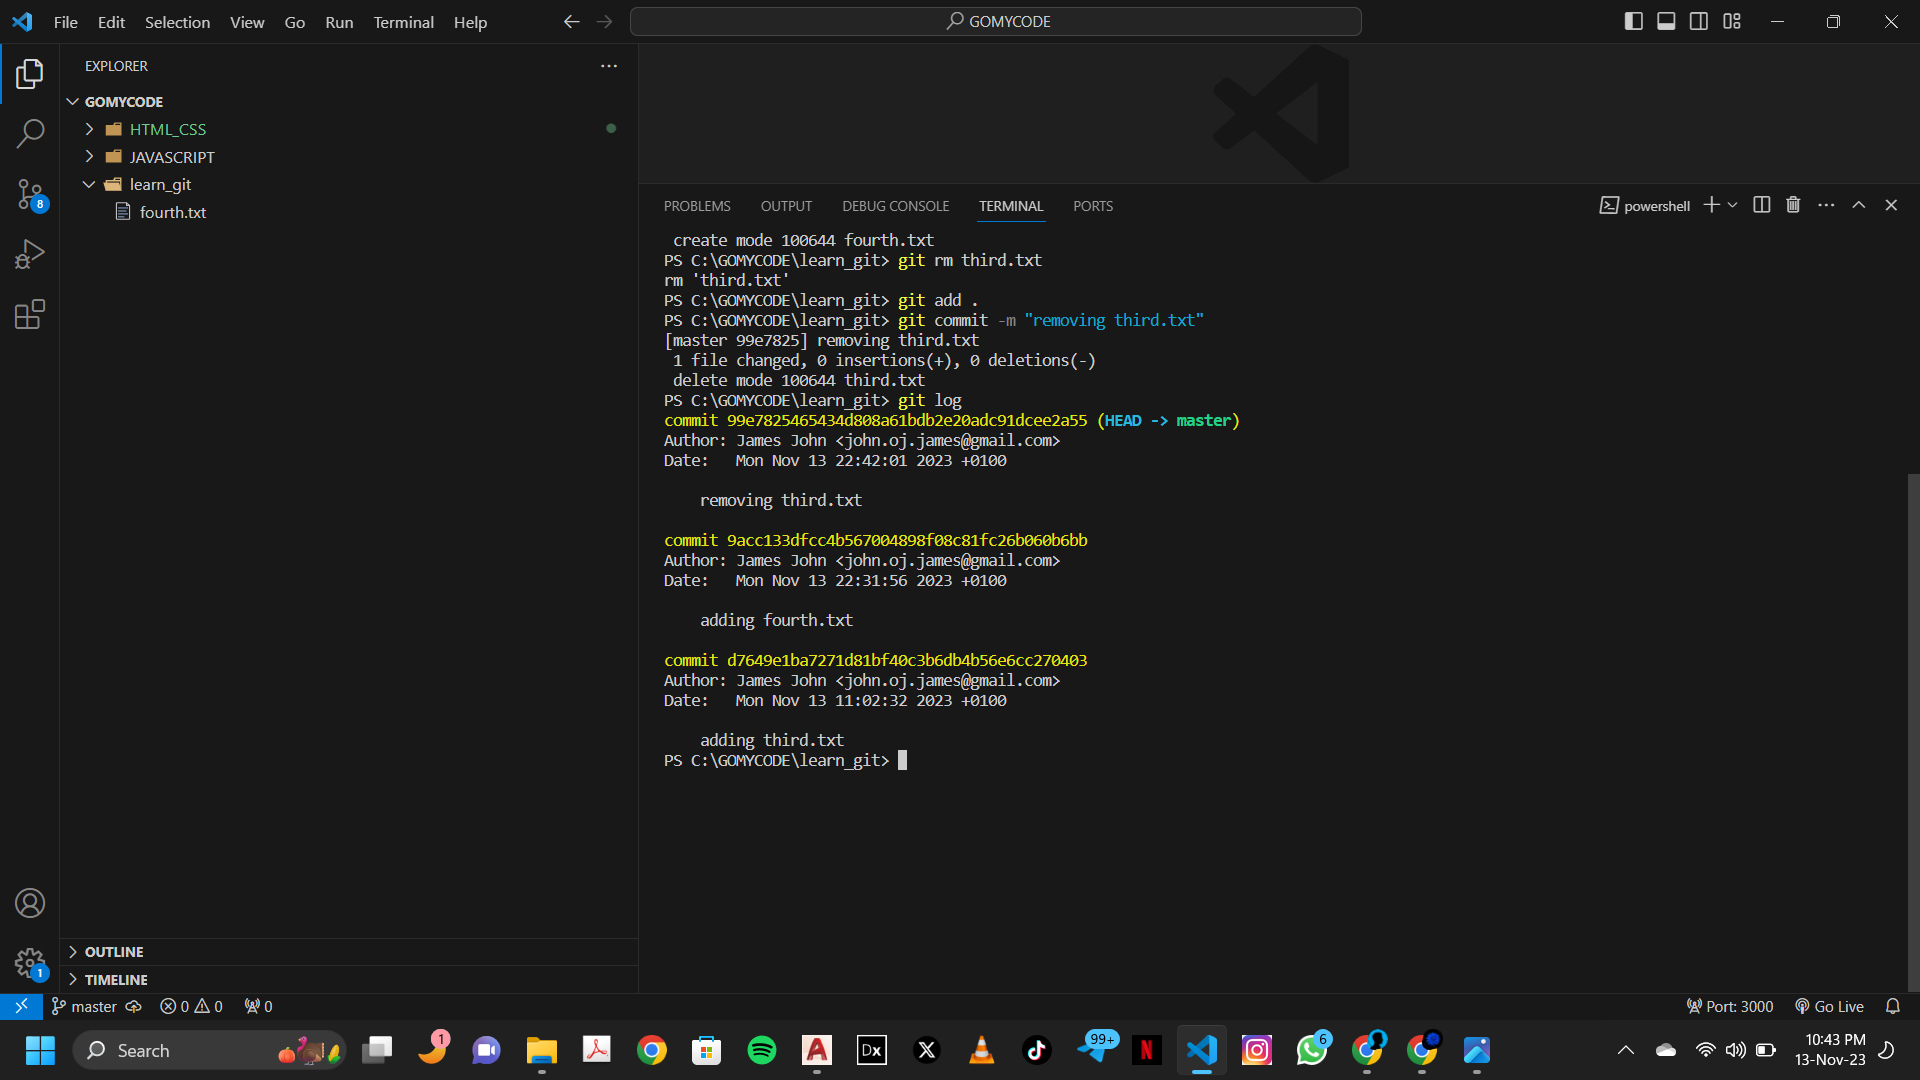 File Edit Selection View Go Run Terminal Help
GOMYCODE
EXPLORER
GOMYCODE
HTML_CSS
JAVASCRIPT
learn_git
fourth.txt
8
PROBLEMS OUTPUT DEBUG CONSOLE TERMINAL PORTS
powershell
create mode 100644 fourth.txt
PS C:\GOMYCODE\learn_git> git rm third.txt
rm 'third.txt'
PS C:\GOMYCODE\learn_git> git add .
PS C:\GOMYCODE\learn_git> git commit -m "removing third.txt"
[master 99e7825] removing third.txt
1 file changed, 0 insertions(+), 0 deletions(-)
delete mode 100644 third.txt
PS C:\GOMYCODE\learn_git> git log
commit 99e7825465434d808a61bdb2e20adc91dcee2a55 (HEAD -> master)
Author: James John <john.oj.james@gmail.com>
Date:   Mon Nov 13 22:42:01 2023 +0100
removing third.txt
commit 9acc133dfcc4b567004898f08c81fc26b060b6bb
Author: James John <john.oj.james@gmail.com>
Date:   Mon Nov 13 22:31:56 2023 +0100
adding fourth.txt
commit d7649e1ba7271d81bf40c3b6db4b56e6cc270403
Author: James John <john.oj.james@gmail.com>
Date:   Mon Nov 13 11:02:32 2023 +0100
adding third.txt
PS C:\GOMYCODE\learn_git>
OUTLINE
1
TIMELINE
master 0 0 0
Port: 3000 Go Live
Search
1
Dx
X
99+
N
6
10:43 PM
13-Nov-23